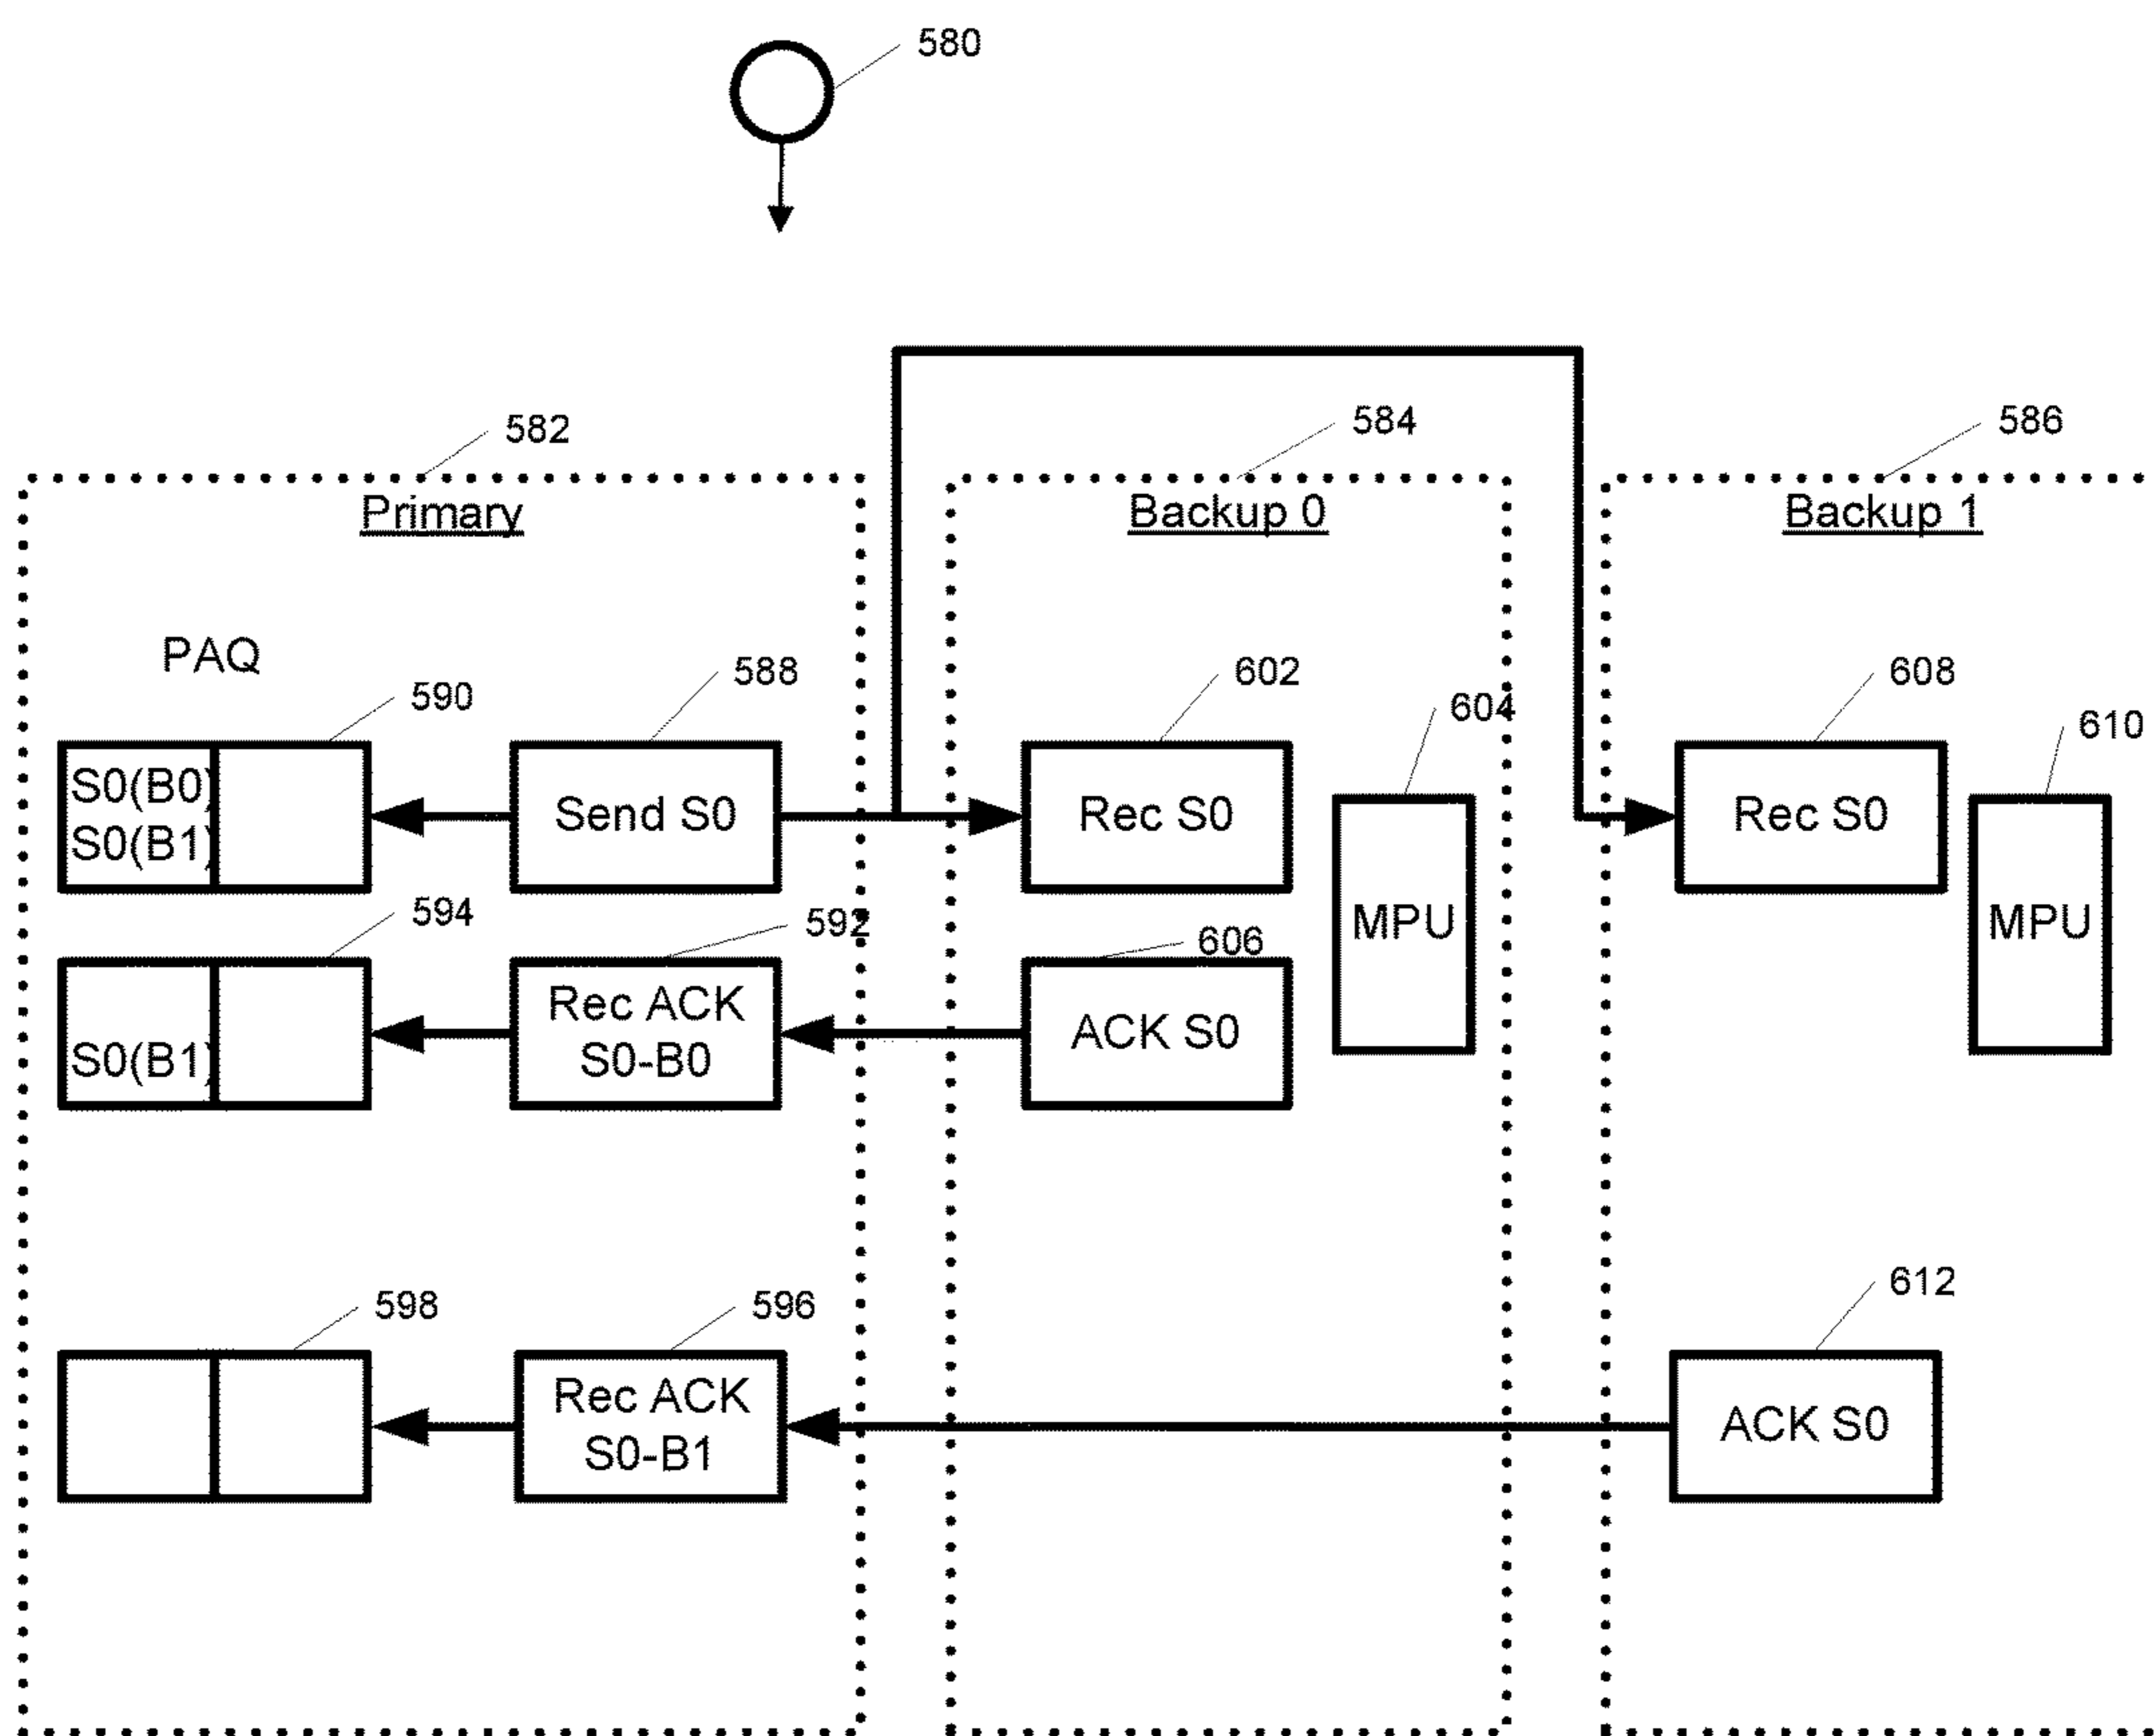 580
582
584
586
Primary
Backup 0
Backup 1
PAQ
590
588
602
604
608
610
S0(B0)
S0(B1)
Send S0
Rec S0
MPU
Rec S0
MPU
594
592
606
S0(B1)
Rec ACK
S0-B0
ACK S0
598
596
612
Rec ACK
S0-B1
ACK S0